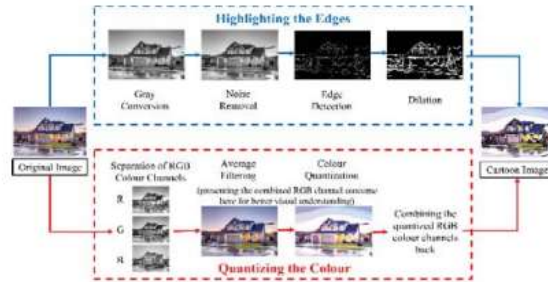 Highlighting the Edges
Gray
Conversion
Noise
Removal
Edge
Detection
Dilation
Original Image
Cartoon Image
Separation of RGB
Colour Channels
R
G
Average
Filtering
Colour
Quantization
(presenting the combined RGB channel outcome
here for better visual understanding)
Combining the
quantized RGB
colour channels
back
Quantizing the Colour